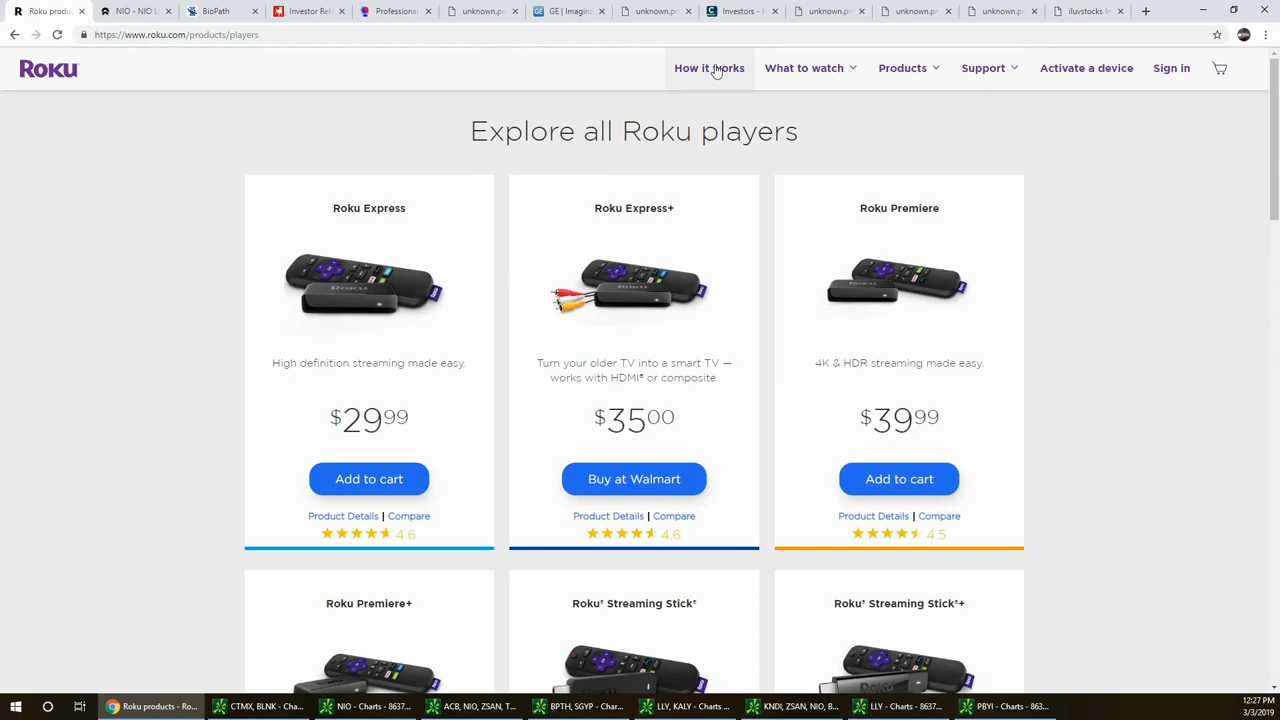 Roku produ
NIO - NIO L
BioPath
Investor Rel
Professional
unknown.pn
GE | Imagina
unknown.pn
Investors - H
unknown.pn
unknown.pn
unknown.pn
iluvstocks In
https://www.roku.com/products/players
ROKU
How it works
What to watch
Products
Support
Activate a device
Sign in
Explore all Roku players
Roku Express
Roku Express+
Roku Premiere
High definition streaming made easy.
Turn your older TV into a smart TV —
works with HDMI® or composite.
4K & HDR streaming made easy.
$29 99
$35 00
$39 99
Add to cart
Buy at Walmart
Add to cart
Product Details | Compare
Product Details | Compare
Product Details | Compare
4.6
4.6
4.5
Roku Premiere+
Roku® Streaming Stick®
Roku® Streaming Stick®+
Roku products - Ro...
CTMX, BLNK - Char...
NIO - Charts - 8637...
ACB, NIO, ZSAN, T...
BPTH, SGYP - Char...
LLY, KALY - Charts ...
KNDI, ZSAN, NIO, B...
LLY - Charts - 8637...
PBYI - Charts - 863...
12:27 PM
3/3/2019